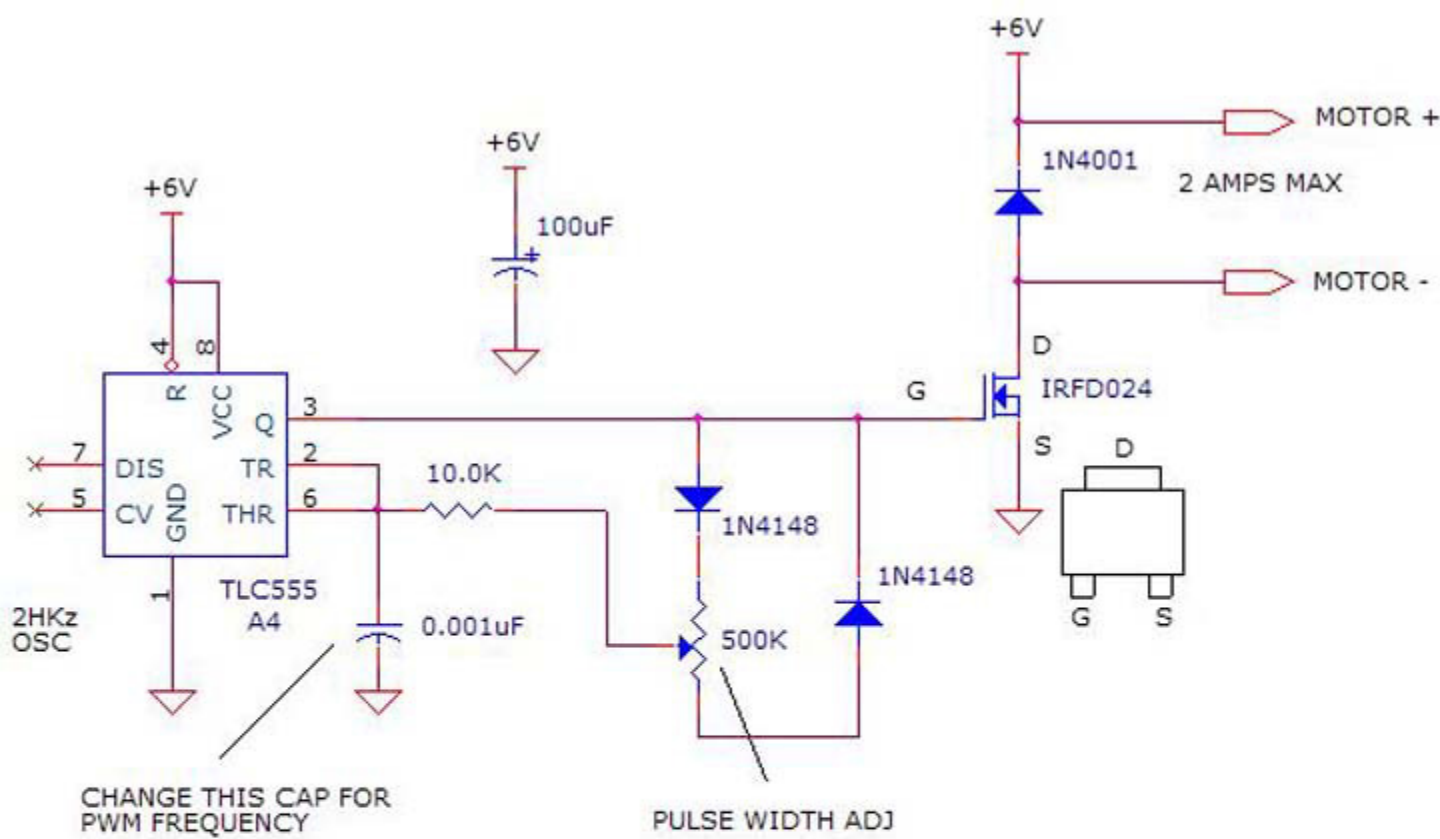 +6V
MOTOR +
1N4001
2 AMPS MAX
+6V
100uF
+6V
MOTOR -
4
8
R
VCC
D
G
IRFD024
S
Q
3
7
DIS
TR
2
5
CV
GND
THR
6
10.0K
1N4148
1N4148
D
G
S
1
TLC555
A4
2HKz
OSC
0.001uF
500K
CHANGE THIS CAP FOR
PWM FREQUENCY
PULSE WIDTH ADJ
+